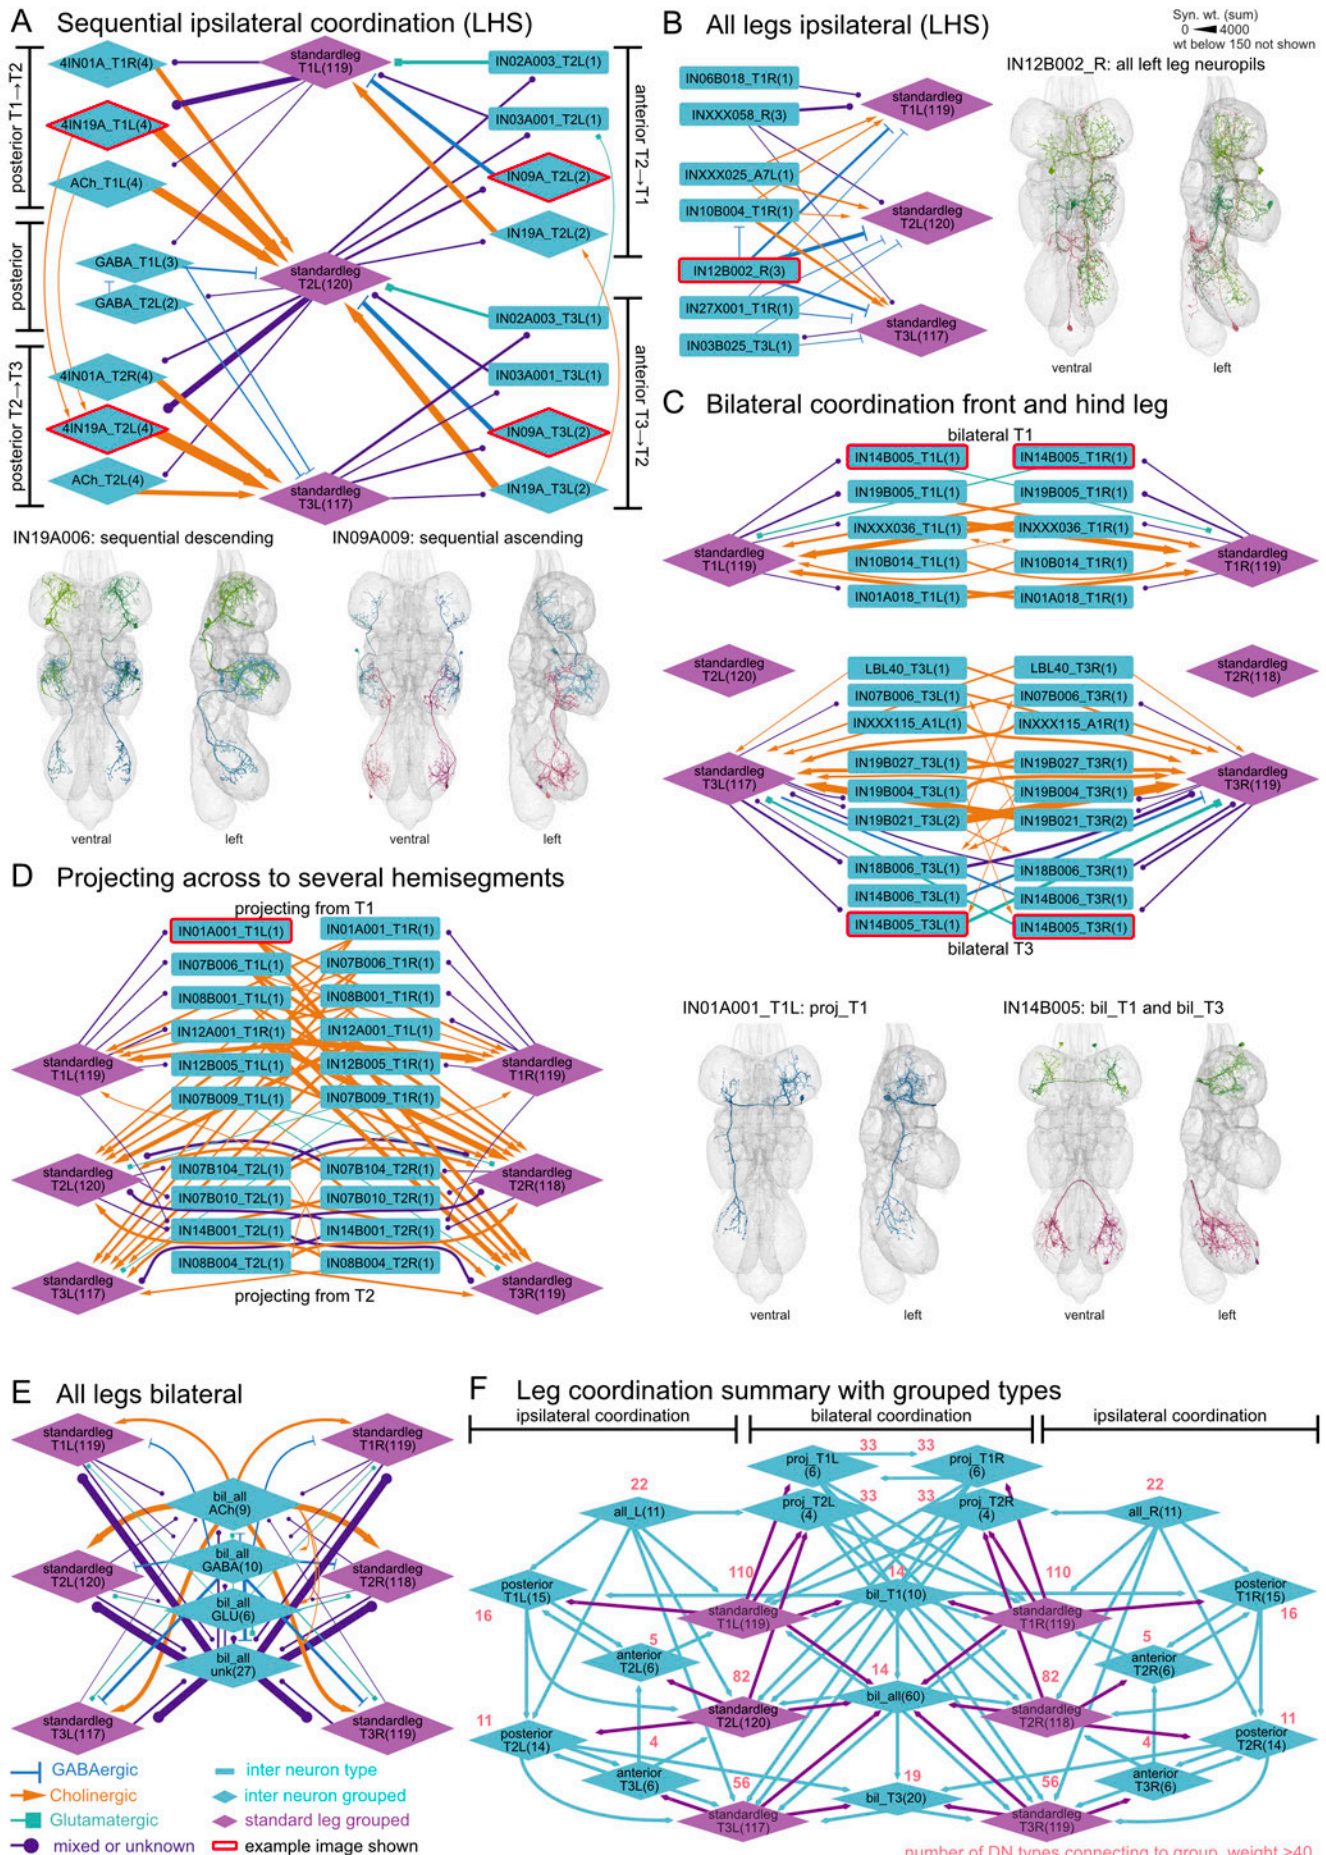 A Sequential ipsilateral coordination (LHS)
posterior T1→T2
posterior
posterior T2→T3
4IN01A_T1R(4)
4IN19A_T1L(4)
ACh_T1L(4)
GABA_T1L(3)
GABA_T2L(2)
4IN01A_T2R(4)
4IN19A_T2L(4)
ACh_T2L(4)
standardleg
T1L(119)
standardleg
T2L(120)
standardleg
T3L(117)
IN02A003_T2L(1)
IN03A001_T2L(1)
IN09A_T2L(2)
IN19A_T2L(2)
IN02A003_T3L(1)
IN03A001_T3L(1)
IN09A_T3L(2)
IN19A_T3L(2)
anterior T2→T1
anterior T3→T2
IN19A006: sequential descending
IN09A009: sequential ascending
ventral
left
ventral
left
B All legs ipsilateral (LHS)
Syn. wt. (sum)
0 4000
wt below 150 not shown
IN06B018_T1R(1)
INXXX058_R(3)
INXXX025_A7L(1)
IN10B004_T1R(1)
IN12B002_R(3)
IN27X001_T1R(1)
IN03B025_T3L(1)
standardleg
T1L(119)
standardleg
T2L(120)
standardleg
T3L(117)
IN12B002_R: all left leg neuropils
ventral
left
C Bilateral coordination front and hind leg
bilateral T1
IN14B005_T1L(1) IN14B005_T1R(1)
IN19B005_T1L(1) IN19B005_T1R(1)
INXXX036_T1L(1) INXXX036_T1R(1)
IN10B014_T1L(1) IN10B014_T1R(1)
IN01A018_T1L(1) IN01A018_T1R(1)
standardleg
T1L(119)
standardleg
T1R(119)
standardleg
T2L(120)
standardleg
T2R(118)
LBL40_T3L(1) LBL40_T3R(1)
IN07B006_T3L(1) IN07B006_T3R(1)
INXXX115_A1L(1) INXXX115_A1R(1)
IN19B027_T3L(1) IN19B027_T3R(1)
IN19B004_T3L(1) IN19B004_T3R(1)
IN19B021_T3L(2) IN19B021_T3R(2)
IN18B006_T3L(1) IN18B006_T3R(1)
IN14B006_T3L(1) IN14B006_T3R(1)
IN14B005_T3L(1) IN14B005_T3R(1)
standardleg
T3L(117)
standardleg
T3R(119)
bilateral T3
D Projecting across to several hemisegments
projecting from T1
IN01A001_T1L(1) IN01A001_T1R(1)
IN07B006_T1L(1) IN07B006_T1R(1)
IN08B001_T1L(1) IN08B001_T1R(1)
IN12A001_T1R(1) IN12A001_T1L(1)
IN12B005_T1L(1) IN12B005_T1R(1)
IN07B009_T1L(1) IN07B009_T1R(1)
IN07B104_T2L(1) IN07B104_T2R(1)
IN07B010_T2L(1) IN07B010_T2R(1)
IN14B001_T2L(1) IN14B001_T2R(1)
IN08B004_T2L(1) IN08B004_T2R(1)
standardleg
T1L(119)
standardleg
T1R(119)
standardleg
T2L(120)
standardleg
T2R(118)
standardleg
T3L(117)
standardleg
T3R(119)
projecting from T2
IN01A001_T1L: proj_T1
IN14B005: bil_T1 and bil_T3
ventral
left
ventral
left
E All legs bilateral
standardleg
T1L(119)
standardleg
T1R(119)
bil_all
ACh(9)
standardleg
T2L(120)
bil_all
GABA(10)
standardleg
T2R(118)
bil_all
GLU(6)
bil_all
unk(27)
standardleg
T3L(117)
standardleg
T3R(119)
GABAergic
Cholinergic
Glutamatergic
mixed or unknown
inter neuron type
inter neuron grouped
standard leg grouped
example image shown
F Leg coordination summary with grouped types
ipsilateral coordination bilateral coordination ipsilateral coordination
33 33
proj_T1L
(6)
proj_T1R
(6)
22
33 33
22
all_L(11)
proj_T2L
(4)
proj_T2R
(4)
all_R(11)
110 14 110
posterior
T1L(15)
bil_T1(10)
posterior
T1R(15)
16
standardleg
T1L(119)
standardleg
T1R(119)
16
5
anterior
T2L(6)
5
anterior
T2R(6)
82 14 82
bil_all(60)
standardleg
T2L(120)
standardleg
T2R(118)
11
posterior
T2L(14)
11
posterior
T2R(14)
4
anterior
T3L(6)
4
anterior
T3R(6)
56 19 56
bil_T3(20)
standardleg
T3L(117)
standardleg
T3R(119)
number of DN types connecting to group, weight >40